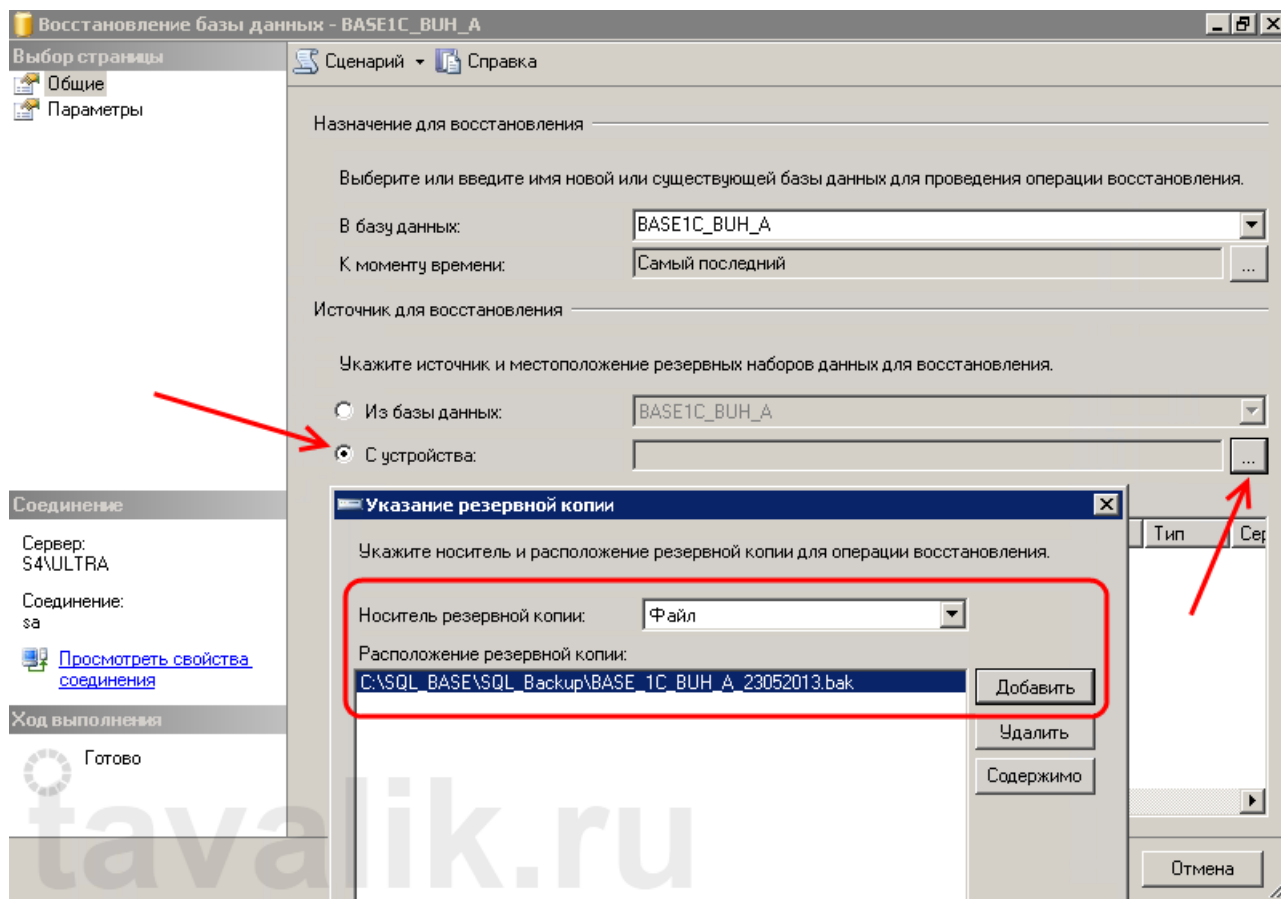 Восстановление базы данных - BASE1C_BUH_A
Выбор страницы
Общие
Параметры
Сценарий
Справка
Назначение для восстановления
Выберите или введите имя новой или существующей базы данных для проведения операции восстановления.
В базу данных:
BASE1C_BUH_A
К моменту времени:
Самый последний
...
Источник для восстановления
Укажите источник и местоположение резервных наборов данных для восстановления.
Из базы данных:
BASE1C_BUH_A
С устройства:
...
Соединение
Сервер:
S4\ULTRA
Соединение:
sa
Просмотреть свойства
соединения
Ход выполнения
Готово
Указание резервной копии
Укажите носитель и расположение резервной копии для операции восстановления.
Носитель резервной копии:
Файл
Расположение резервной копии:
C:\SQL_BASE\SQL_Backup\BASE_1C_BUH_A_23052013.bak
Добавить
Удалить
Содержимо
Тип
Сер
Отмена
tavalik.ru